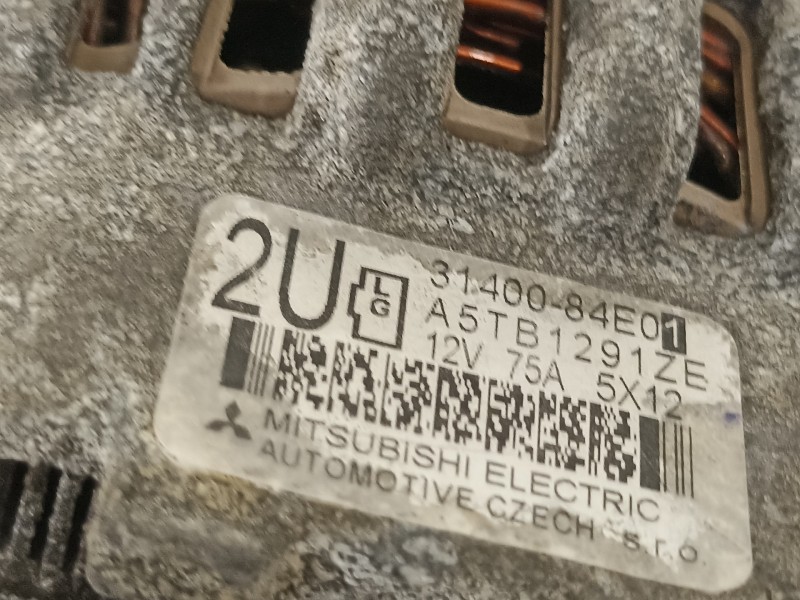 2U
L
G
31400-84E01
A5TB1291ZE
12V 75A 5X12
MITSUBISHI ELECTRIC
AUTOMOTIVE CZECH s.r.o.